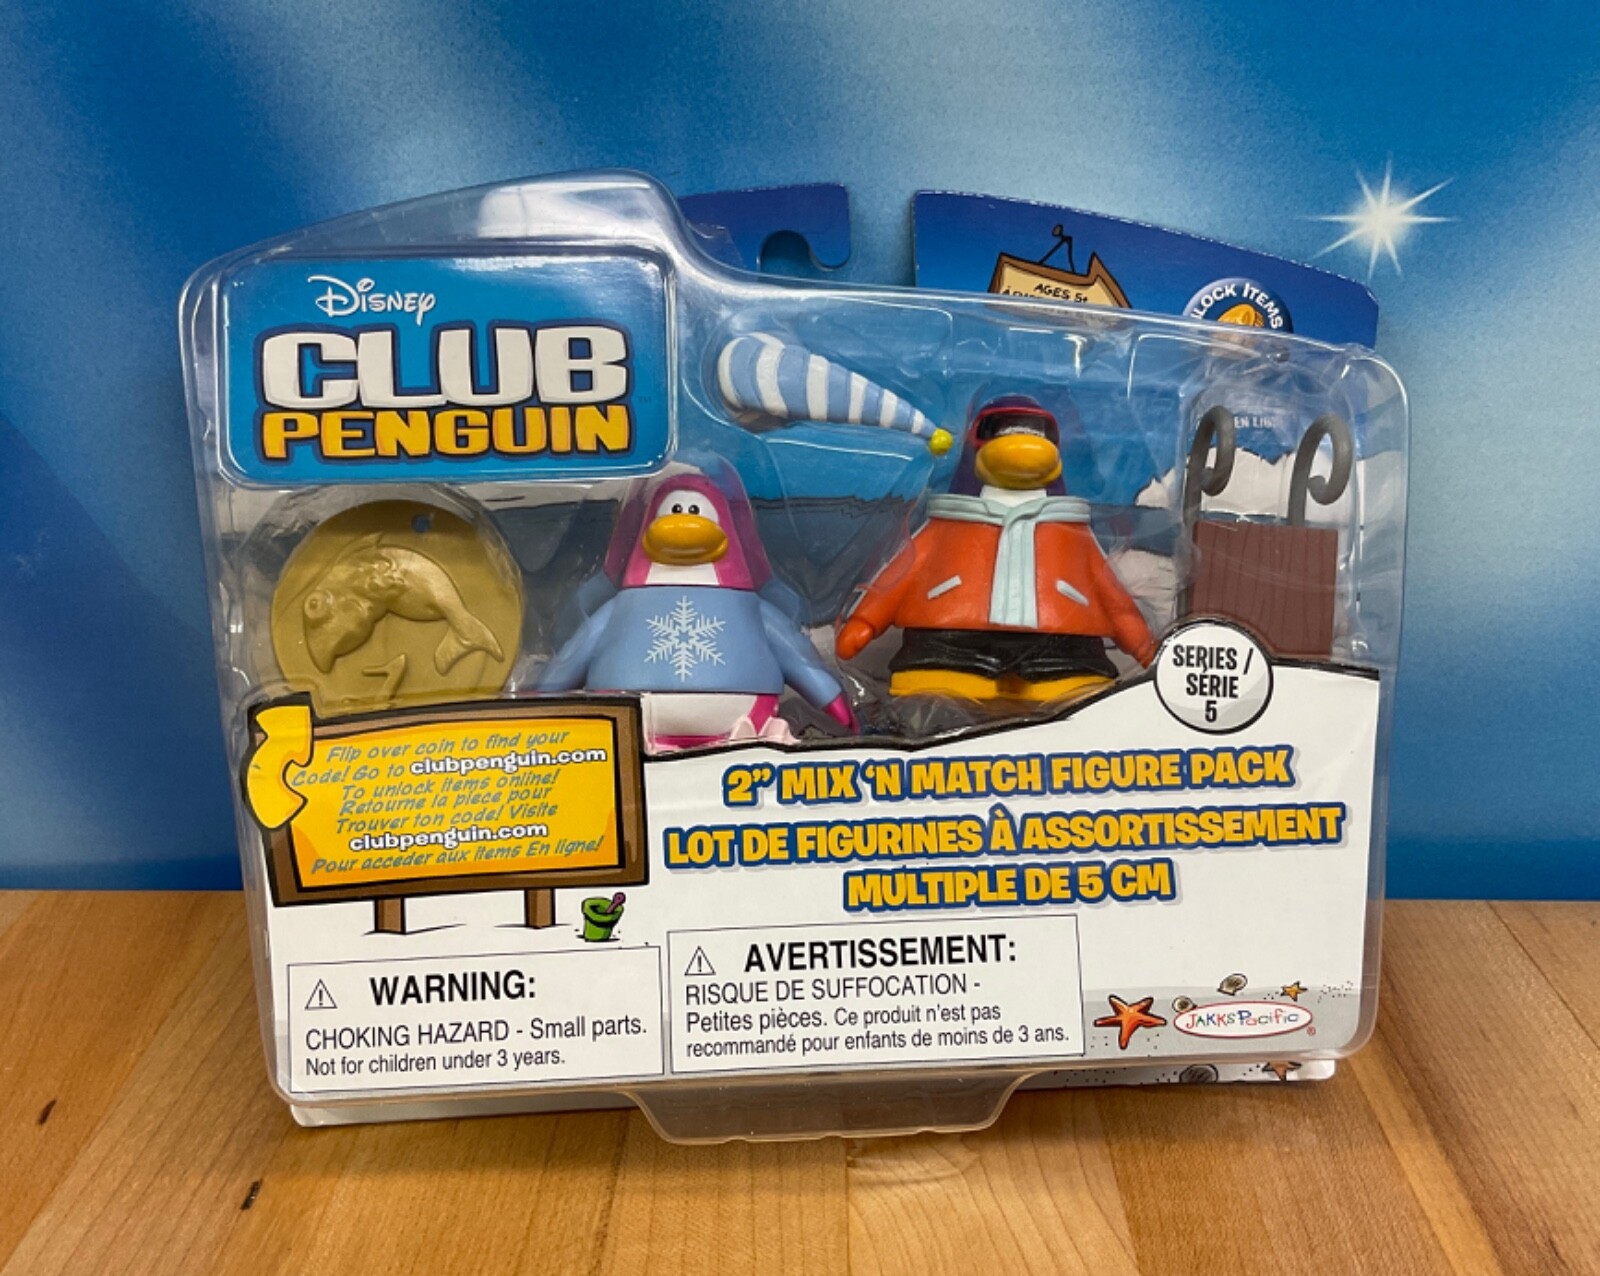 DISNEY
CLUB
PENGUIN
AGES 5+
LOCK ITEMS
EN LIG
SERIES /
SÉRIE
5
Flip over coin to find your
Code! Go to clubpenguin.com
To unlock items online!
Retourne la pièce pour
Trouver ton code! Visite
clubpenguin.com
Pour acceder aux items En ligne!
2” MIX ‘N MATCH FIGURE PACK
LOT DE FIGURINES À ASSORTISSEMENT
MULTIPLE DE 5 CM
WARNING:
CHOKING HAZARD - Small parts.
Not for children under 3 years.
AVERTISSEMENT:
RISQUE DE SUFFOCATION -
Petites pièces. Ce produit n'est pas
recommandé pour enfants de moins de 3 ans.
JAKKS Pacific®